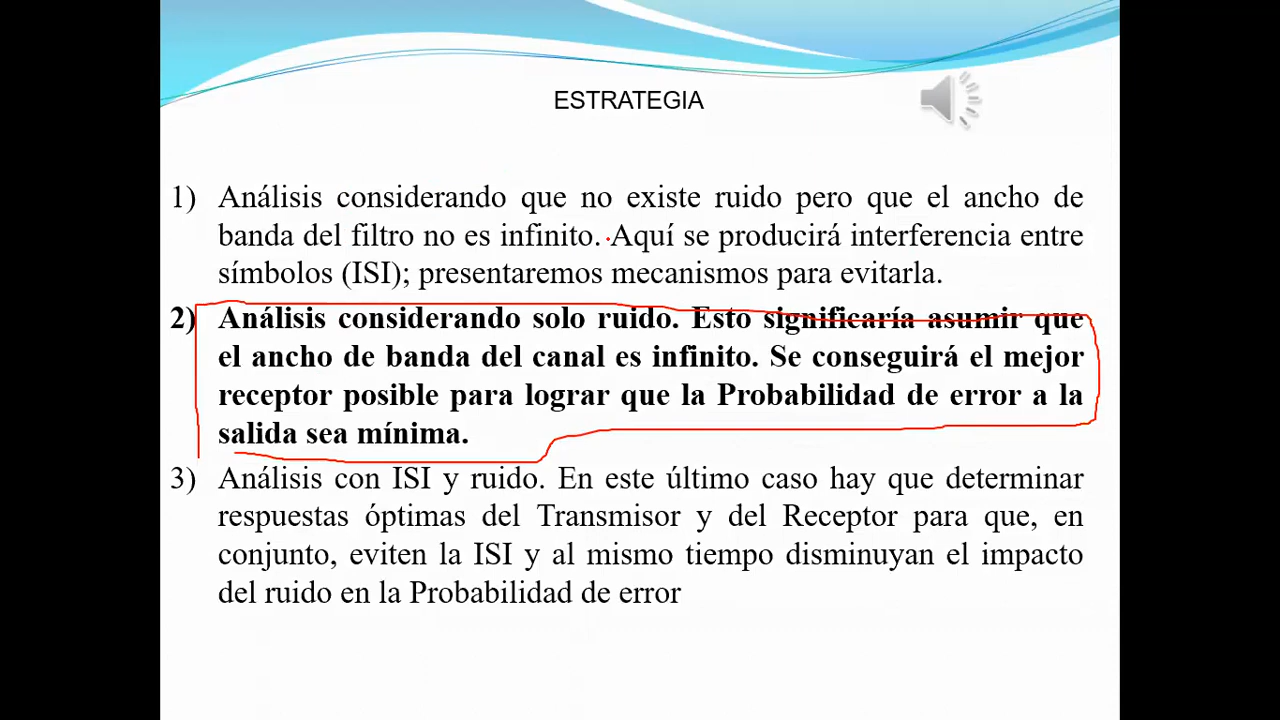 ESTRATEGIA
1) Análisis considerando que no existe ruido pero que el ancho de
banda del filtro no es infinito. Aquí se producirá interferencia entre
símbolos (ISI); presentaremos mecanismos para evitarla.
2) Análisis considerando solo ruido. Esto significaría asumir que
el ancho de banda del canal es infinito. Se conseguirá el mejor
receptor posible para lograr que la Probabilidad de error a la
salida sea mínima.
3) Análisis con ISI y ruido. En este último caso hay que determinar
respuestas óptimas del Transmisor y del Receptor para que, en
conjunto, eviten la ISI y al mismo tiempo disminuyan el impacto
del ruido en la Probabilidad de error